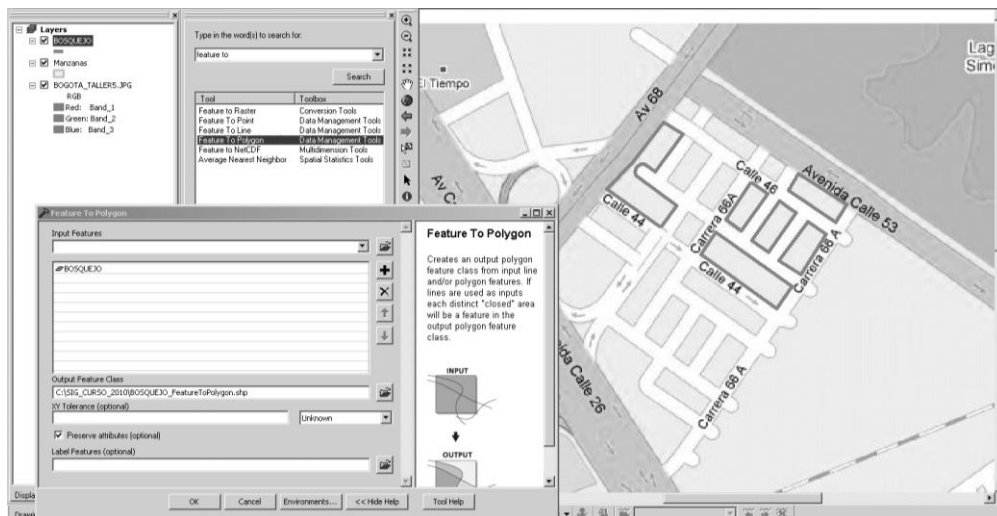 Layers
BOSQUEJO
Manzanas
BOGOTA_TALLER5.JPG
RGB
Red: Band_1
Green: Band_2
Blue: Band_3
Type in the word(s) to search for:
feature to
Search
Tool Toolbox
Feature to Raster Conversion Tools
Feature To Point Data Management Tools
Feature To Line Data Management Tools
Feature To Polygon Data Management Tools
Feature to NetCDF Multidimension Tools
Average Nearest Neighbor Spatial Statistics Tools
Feature To Polygon
Input Features
BOSQUEJO
Output Feature Class
C:\SIG_CURSO_2010\BOSQUEJO_FeatureToPolygon.shp
XY Tolerance (optional)
Unknown
Preserve attributes (optional)
Label Features (optional)
OK
Cancel
Environments...
<< Hide Help
Tool Help
Feature To Polygon
Creates an output polygon
feature class from input line
and/or polygon features. If
lines are used as inputs
each distinct "closed" area
will be a feature in the
output polygon feature
class.
INPUT
OUTPUT
Displa
El Tiempo
Av 68
Lag
Sim
Av C
Calle 44
Carrera 66A
Calle 46
Avenida Calle 53
Calle 44
Carrera 66 A
Carrera 66 A
nida Calle 26